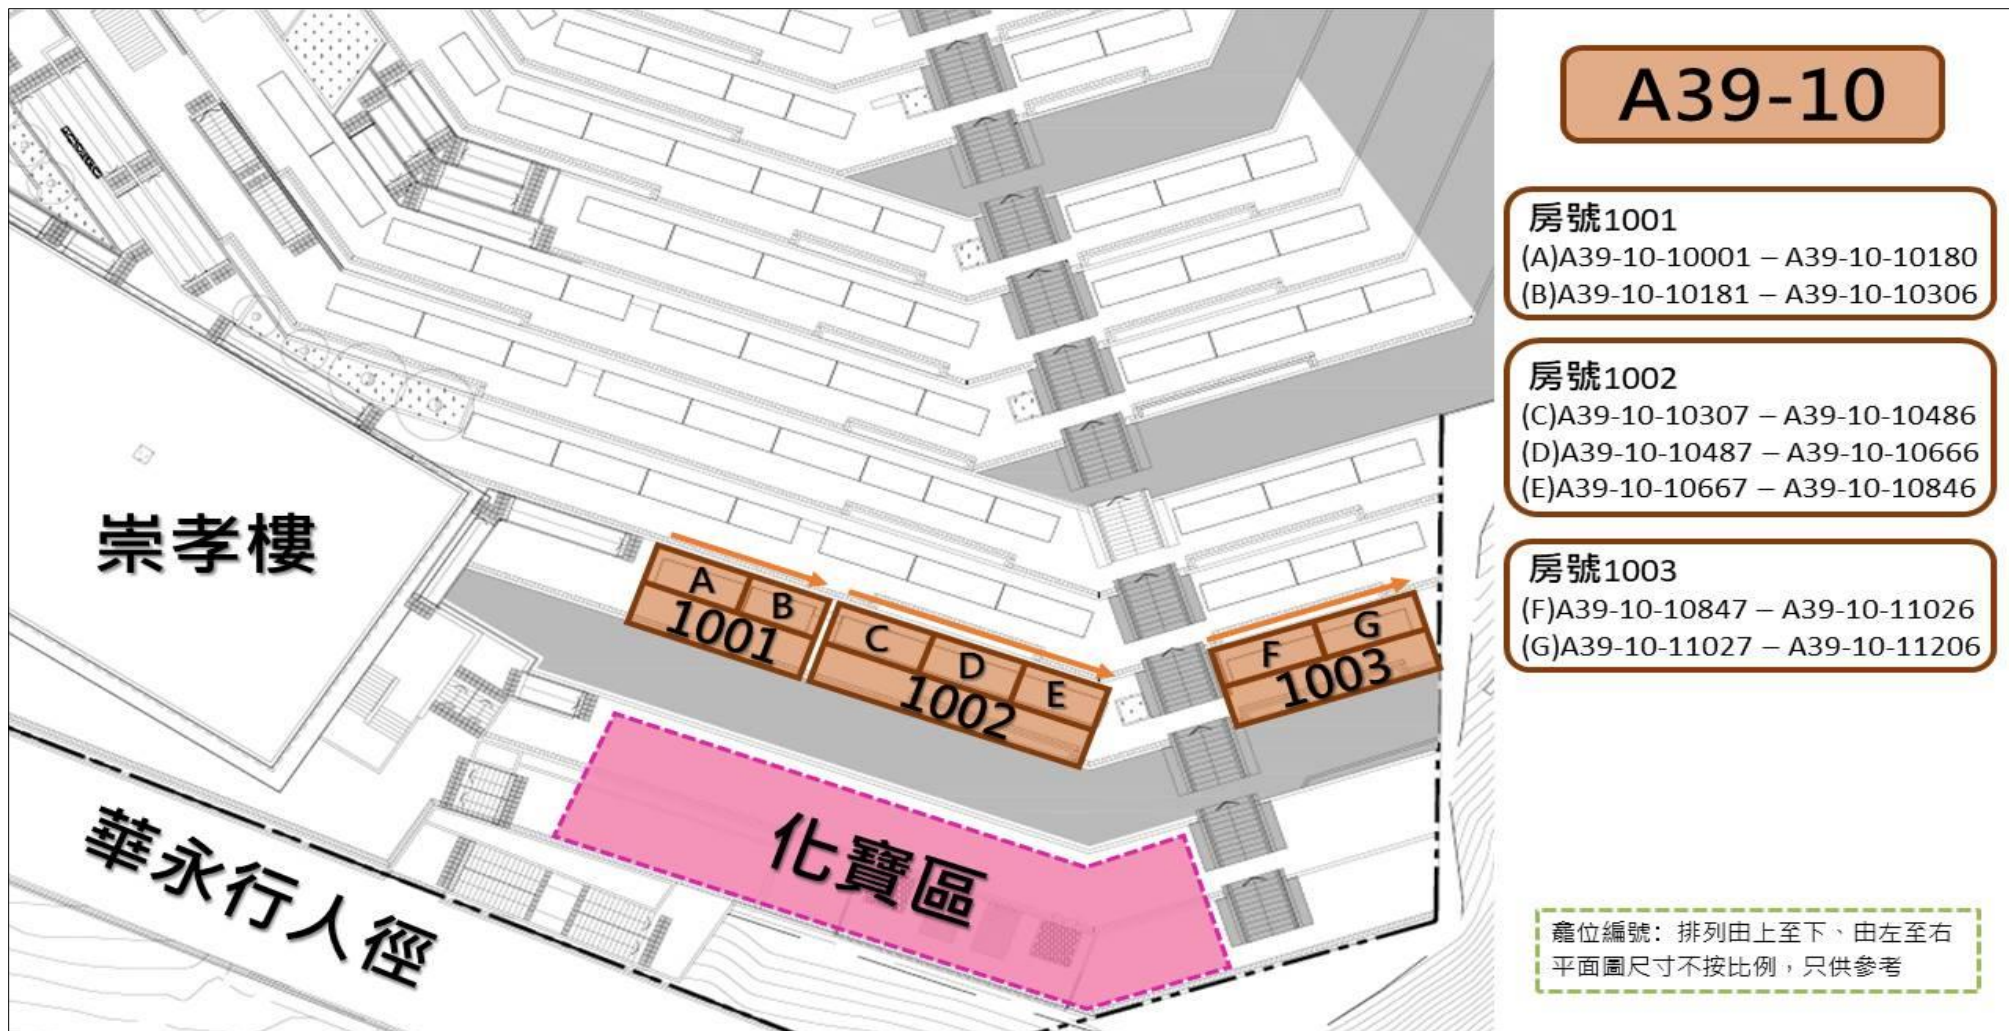 A39-10
房號1001
(A)A39-10-10001 – A39-10-10180
(B)A39-10-10181 – A39-10-10306
房號1002
(C)A39-10-10307 – A39-10-10486
(D)A39-10-10487 – A39-10-10666
(E)A39-10-10667 – A39-10-10846
房號1003
(F)A39-10-10847 – A39-10-11026
(G)A39-10-11027 – A39-10-11206
崇孝樓
A
B
1001
C
D
E
1002
F
G
1003
化寶區
華永行人徑
龕位編號：排列由上至下、由左至右
平面圖尺寸不按比例，只供參考